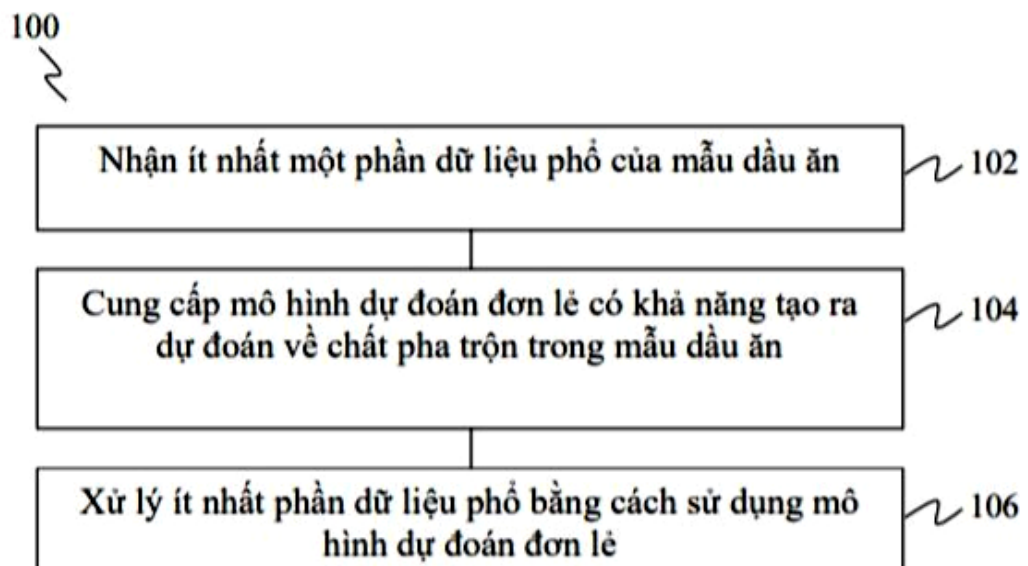 100
Nhận ít nhất một phần dữ liệu phổ của mẫu dầu ăn
102
Cung cấp mô hình dự đoán đơn lẻ có khả năng tạo ra
dự đoán về chất pha trộn trong mẫu dầu ăn
104
Xử lý ít nhất phần dữ liệu phổ bằng cách sử dụng mô
hình dự đoán đơn lẻ
106